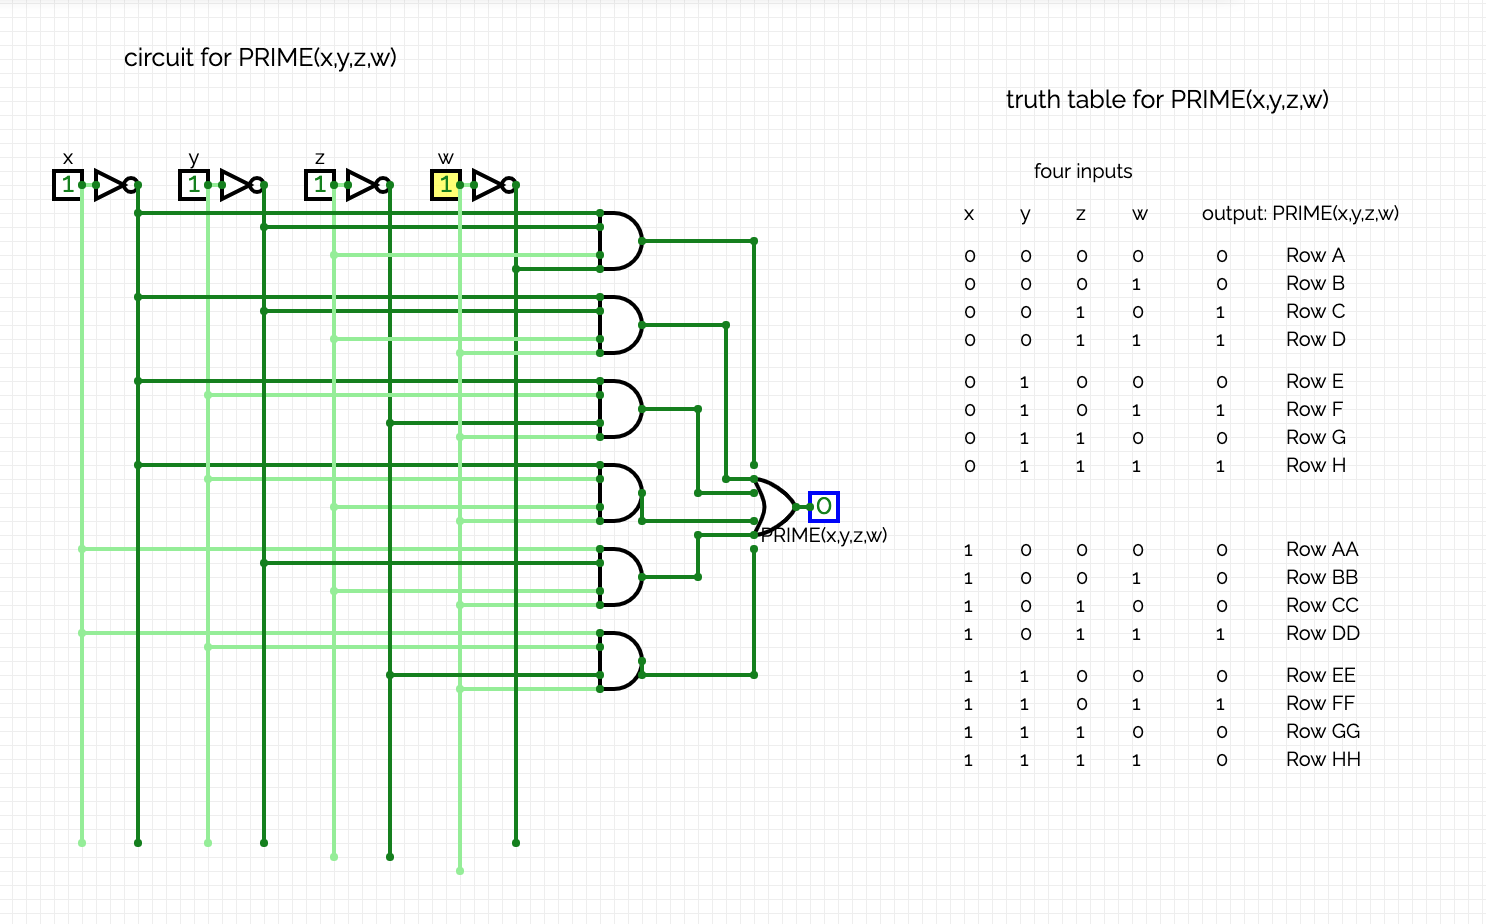 circuit for PRIME(x,y,z,w)
truth table for PRIME(x,y,z,w)
x y z w
1 1 1 1
0
PRIME(x,y,z,w)
four inputs
x y z w output: PRIME(x,y,z,w)
0 0 0 0 0 Row A
0 0 0 1 0 Row B
0 0 1 0 1 Row C
0 0 1 1 1 Row D
0 1 0 0 0 Row E
0 1 0 1 1 Row F
0 1 1 0 0 Row G
0 1 1 1 1 Row H
1 0 0 0 0 Row AA
1 0 0 1 0 Row BB
1 0 1 0 0 Row CC
1 0 1 1 1 Row DD
1 1 0 0 0 Row EE
1 1 0 1 1 Row FF
1 1 1 0 0 Row GG
1 1 1 1 0 Row HH